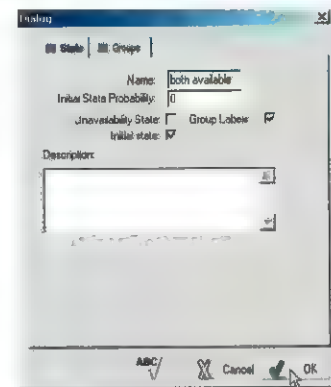 Dialog
State Groups
Name: both available
Initial State Probability: 0
Unavailability State: Group Labels
Initial state:
Description:
ABC Cancel OK